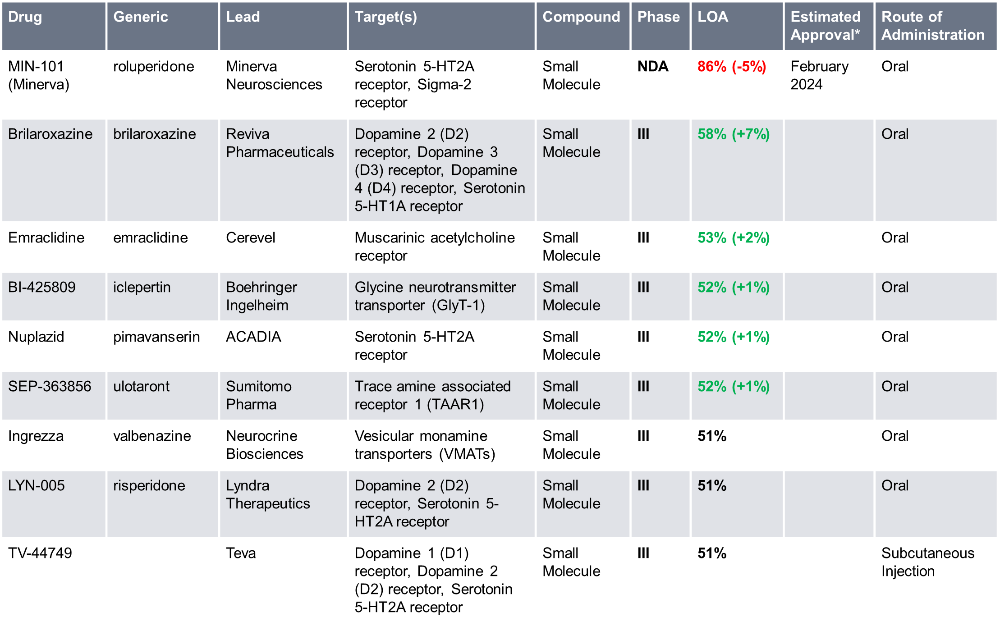 Drug Generic Lead Target(s) Compound Phase LOA Estimated Approval* Route of Administration
MIN-101 (Minerva) roluperidone Minerva Neurosciences Serotonin 5-HT2A receptor, Sigma-2 receptor Small Molecule NDA 86% (-5%) February 2024 Oral
Brilaroxazine brilaroxazine Reviva Pharmaceuticals Dopamine 2 (D2) receptor, Dopamine 3 (D3) receptor, Dopamine 4 (D4) receptor, Serotonin 5-HT1A receptor Small Molecule III 58% (+7%) Oral
Emraclidine emraclidine Cerevel Muscarinic acetylcholine receptor Small Molecule III 53% (+2%) Oral
BI-425809 iclepertin Boehringer Ingelheim Glycine neurotransmitter transporter (GlyT-1) Small Molecule III 52% (+1%) Oral
Nuplazid pimavanserin ACADIA Serotonin 5-HT2A receptor Small Molecule III 52% (+1%) Oral
SEP-363856 ulotaront Sumitomo Pharma Trace amine associated receptor 1 (TAAR1) Small Molecule III 52% (+1%) Oral
Ingrezza valbenazine Neurocrine Biosciences Vesicular monamine transporters (VMATs) Small Molecule III 51% Oral
LYN-005 risperidone Lyndra Therapeutics Dopamine 2 (D2) receptor, Serotonin 5-HT2A receptor Small Molecule III 51% Oral
TV-44749 Teva Dopamine 1 (D1) receptor, Dopamine 2 (D2) receptor, Serotonin 5-HT2A receptor Small Molecule III 51% Subcutaneous Injection